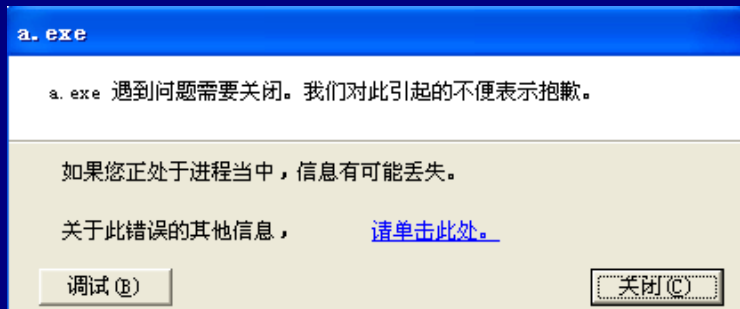 a.exe
a.exe 遇到问题需要关闭。我们对此引起的不便表示抱歉。
如果您正处于进程当中，信息有可能丢失。
关于此错误的其他信息， 请单击此处。
调试(B) 关闭(C)